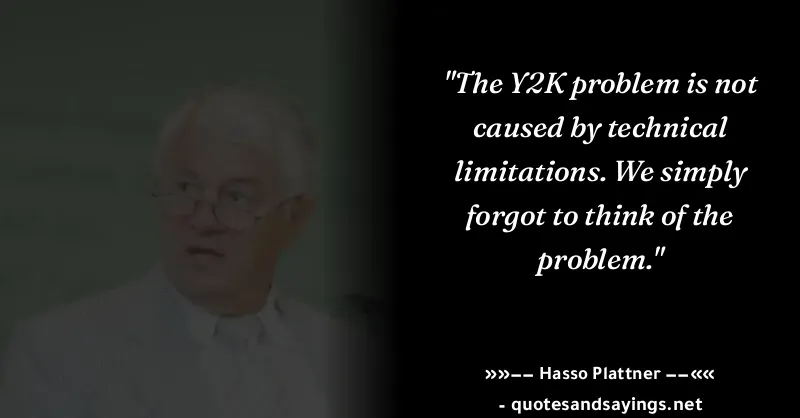 "The Y2K problem is not
caused by technical
limitations. We simply
forgot to think of the
problem."
»»−− Hasso Plattner −−««
- quotesandsayings.net